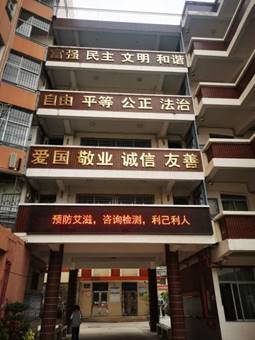 富强 民主 文明 和谐
自由 平等 公正 法治
爱国 敬业 诚信 友善
预防艾滋，咨询检测，利己利人